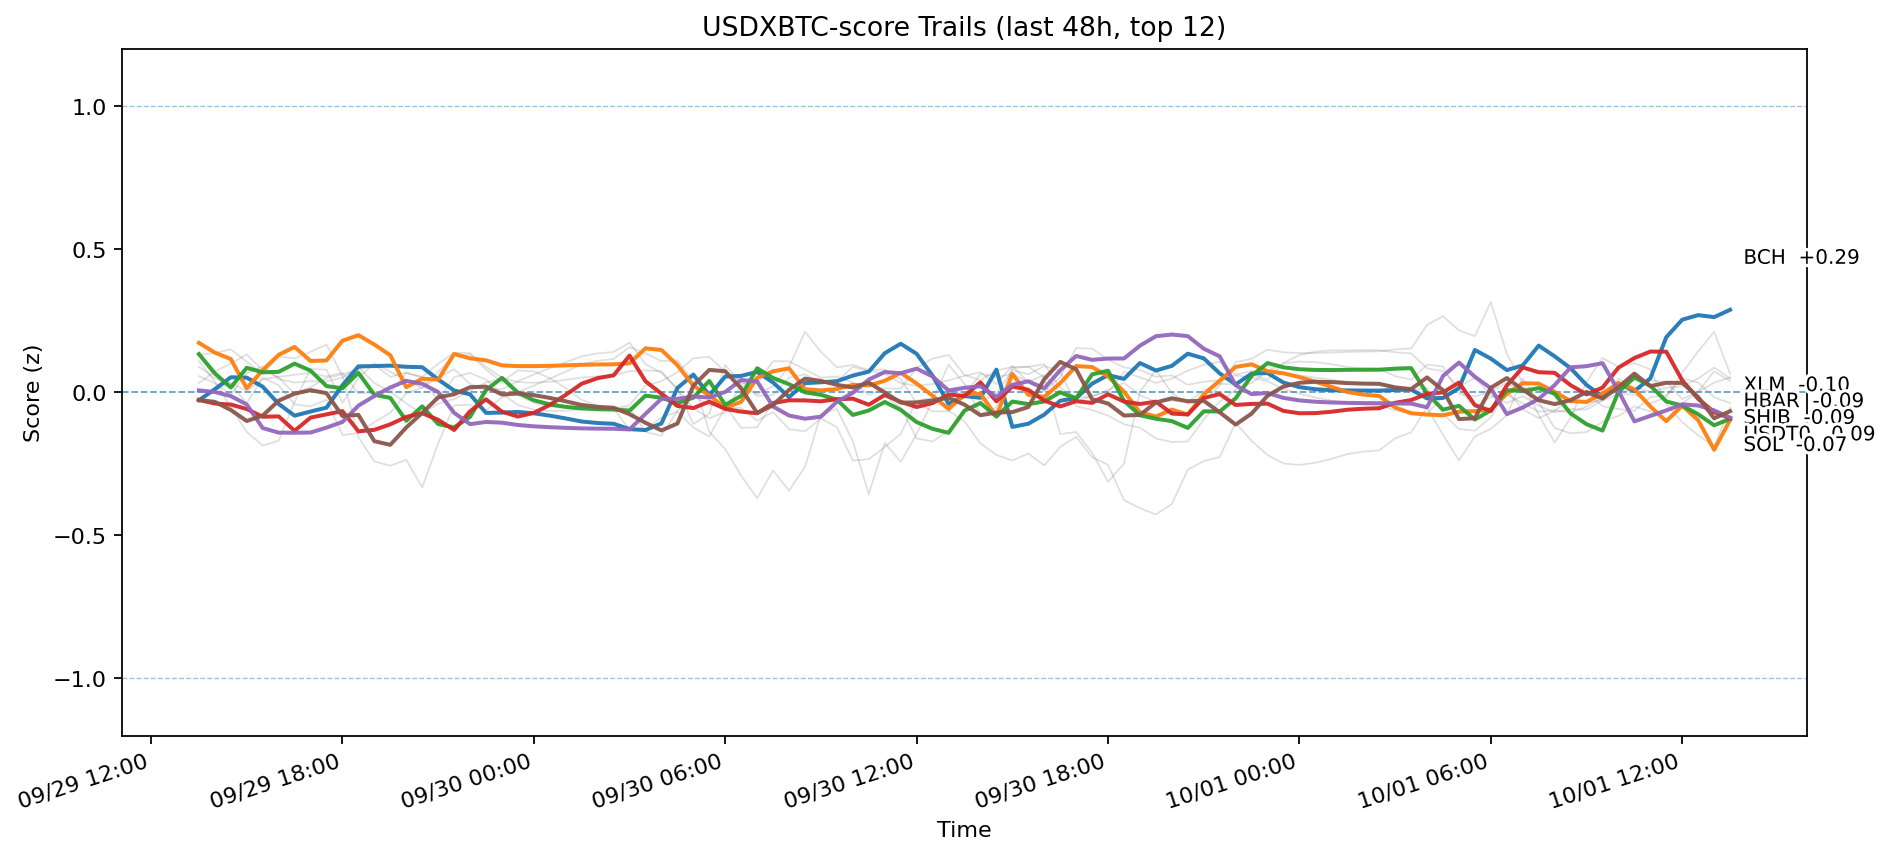 USDXBTC-score Trails (last 48h, top 12)
1.0
0.5
0.0
−0.5
−1.0
Score (z)
BCH +0.29
XLM -0.10
HBAR -0.09
SHIB -0.09
USDT0 -0.09
SOL -0.07
09/29 12:00
09/29 18:00
09/30 00:00
09/30 06:00
09/30 12:00
09/30 18:00
10/01 00:00
10/01 06:00
10/01 12:00
Time